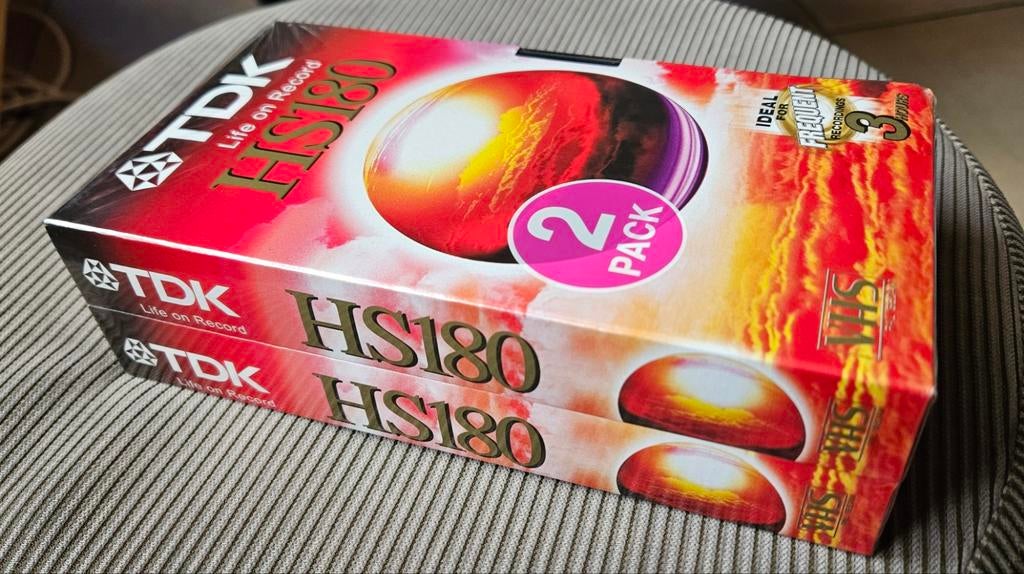 TDK
Life on Record
HS180
IDEAL
FOR
FREQUENT
RECORDINGS
3
HOURS
2
PACK
VHS
TDK
Life on Record
HS180
VHS
TDK
Life on Record
HS180
VHS